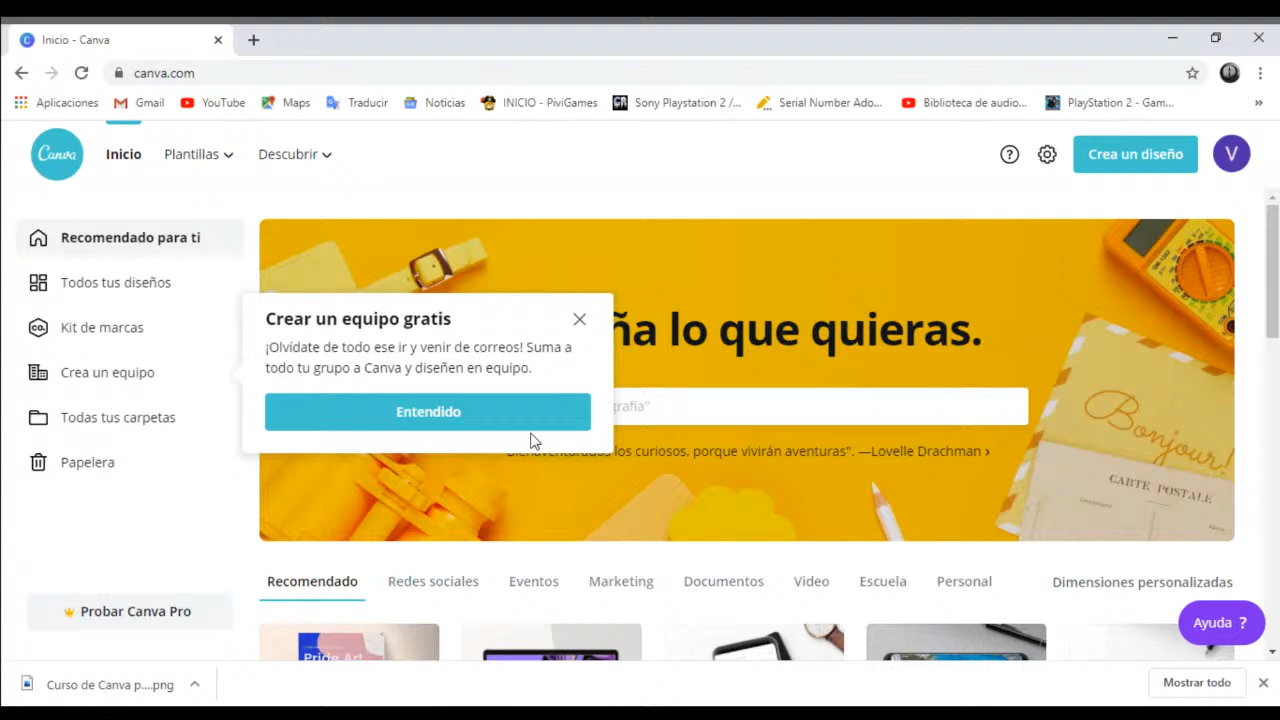 Inicio - Canva
canva.com
Aplicaciones Gmail YouTube Maps Traducir Noticias INICIO - PiviGames Sony Playstation 2 /... Serial Number Ado... Biblioteca de audio... PlayStation 2 - Gam... »
Canva Inicio Plantillas Descubrir Crea un diseño V
Recomendado para ti
Todos tus diseños
Kit de marcas
Crea un equipo
Todas tus carpetas
Papelera
Probar Canva Pro
Crear un equipo gratis
¡Olvídate de todo ese ir y venir de correos! Suma a
todo tu grupo a Canva y diseñen en equipo.
Entendido
ña lo que quieras.
grafía"
Bienaventurados los curiosos, porque vivirán aventuras". —Lovelle Drachman ›
Bonjour!
CARTE POSTALE
Recomendado Redes sociales Eventos Marketing Documentos Video Escuela Personal Dimensiones personalizadas
Pride Art
Ayuda ?
Curso de Canva p....png
Mostrar todo